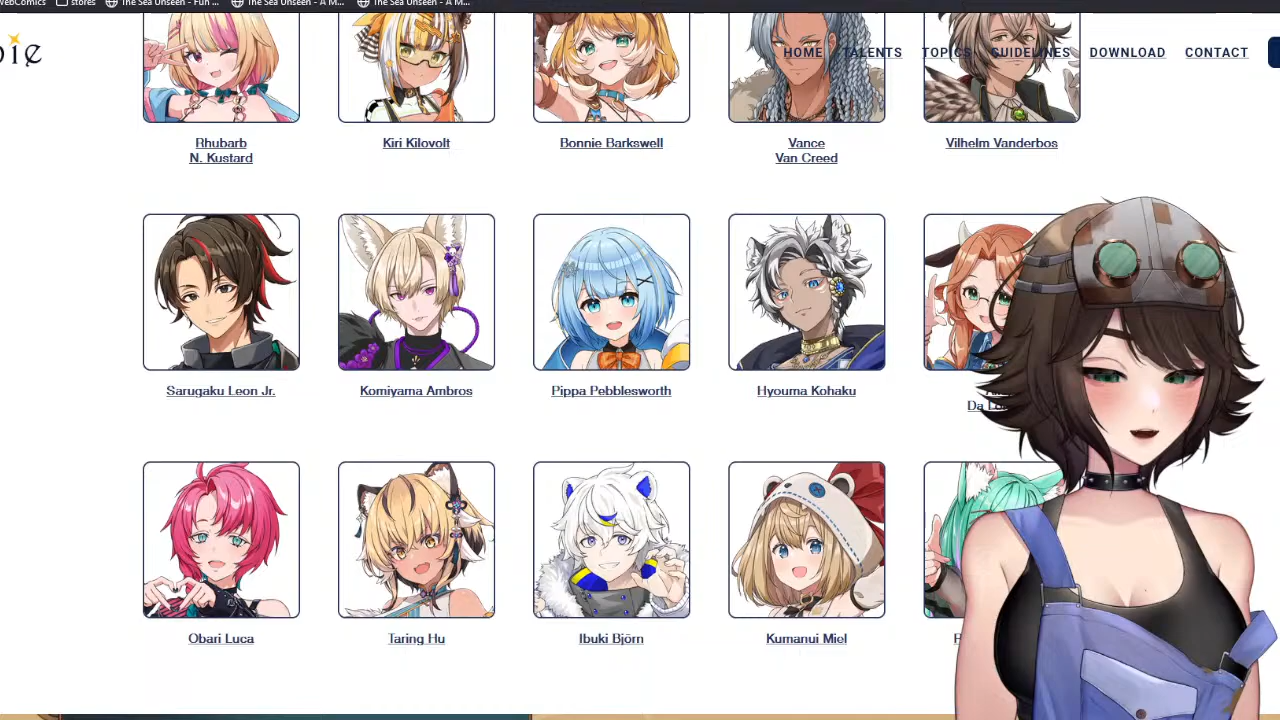 stores
The Sea Unseen - Fun ...
The Sea Unseen - A M...
The Sea Unseen - A M...
HOME TALENTS TOPICS GUIDELINES DOWNLOAD CONTACT
Rhubarb
N. Kustard
Kiri Kilovolt
Bonnie Barkswell
Vance
Van Creed
Vilhelm Vanderbos
Sarugaku Leon Jr.
Komiyama Ambros
Pippa Pebblesworth
Hyouma Kohaku
Da
Obari Luca
Taring Hu
Ibuki Björn
Kumanui Miel